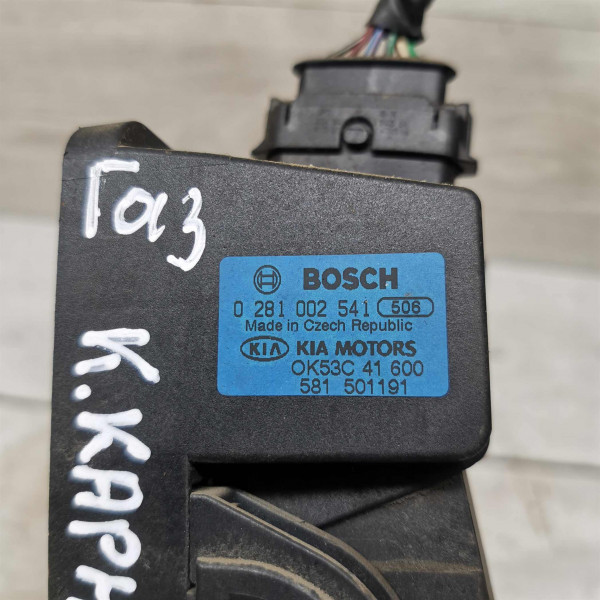 Газ
К.КАРН
BOSCH
0 281 002 541 506
Made in Czech Republic
KIA KIA MOTORS
OK53C 41 600
581 501191